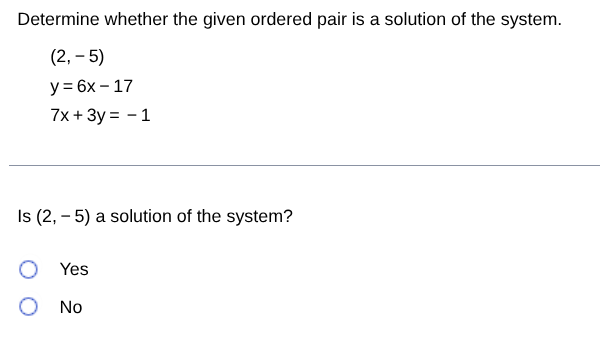 Determine whether the given ordered pair is a solution of the system.
(2, − 5)
y = 6x − 17
7x + 3y = − 1
Is (2, − 5) a solution of the system?
Yes
No